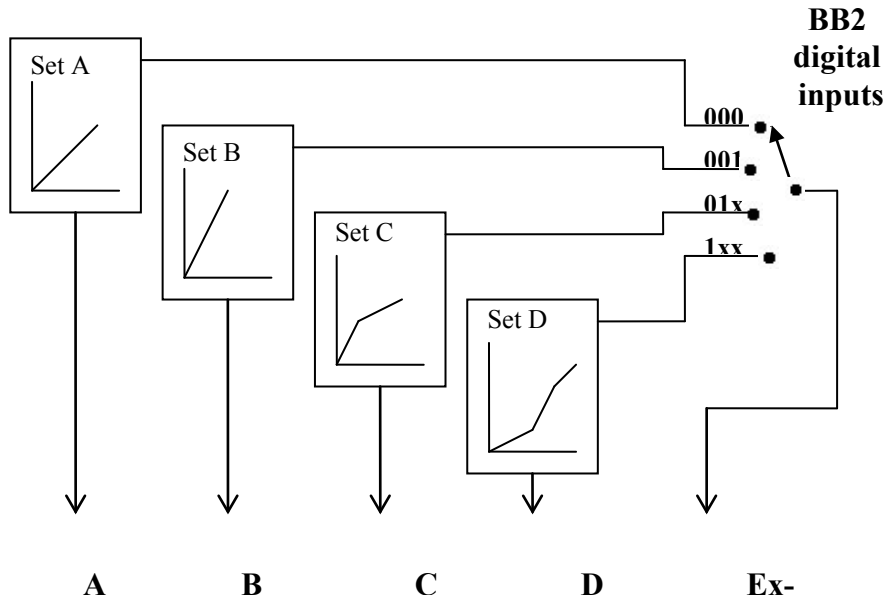 BB2
digital
inputs
Set A
000
Set B
001
01x
Set C
1xx
Set D
A B C D Ex-